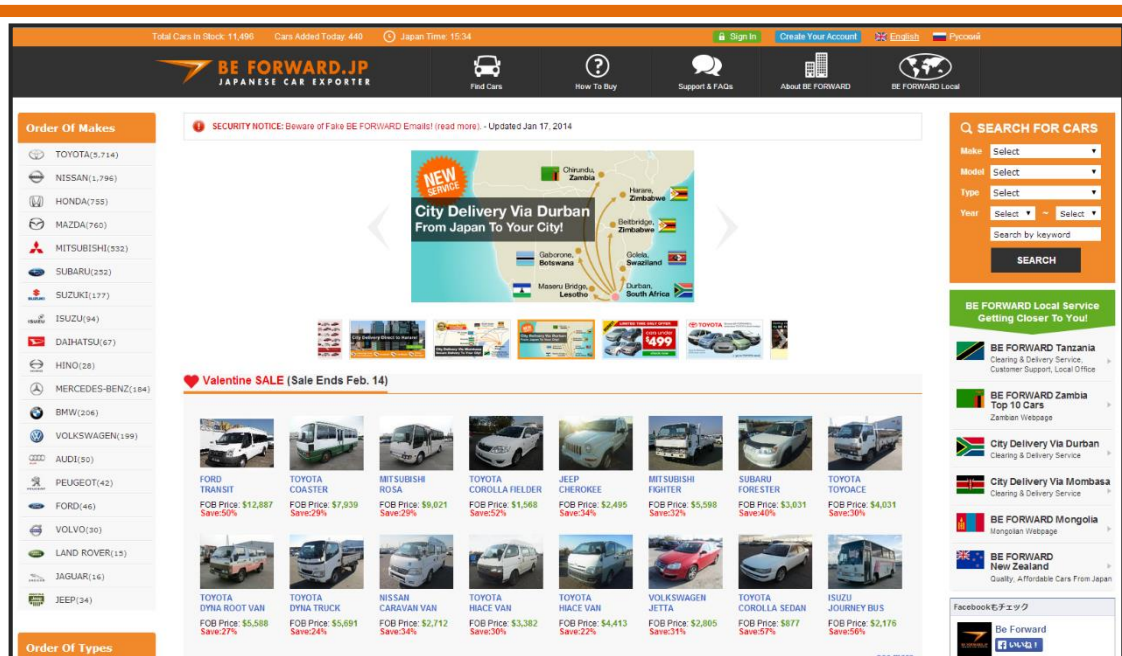 Total Cars In Stock: 11,496 Cars Added Today: 440 Japan Time: 15:34 Sign In Create Your Account English Русский
BE FORWARD.JP
JAPANESE CAR EXPORTER
Find Cars How To Buy Support & FAQs About BE FORWARD BE FORWARD Local
Order Of Makes
TOYOTA(5,714)
NISSAN(1,796)
HONDA(755)
MAZDA(760)
MITSUBISHI(532)
SUBARU(252)
SUZUKI(177)
ISUZU(94)
DAIHATSU(67)
HINO(28)
MERCEDES-BENZ(184)
BMW(206)
VOLKSWAGEN(199)
AUDI(50)
PEUGEOT(42)
FORD(46)
VOLVO(30)
LAND ROVER(15)
JAGUAR(16)
JEEP(34)
Order Of Types
SECURITY NOTICE: Beware of Fake BE FORWARD Emails! (read more). - Updated Jan 17, 2014
NEW
SERVICE
City Delivery Via Durban
From Japan To Your City!
Chirundu,
Zambia
Harare,
Zimbabwe
Beitbridge,
Zimbabwe
Gaborone,
Botswana
Golela,
Swaziland
Maseru Bridge,
Lesotho
Durban,
South Africa
City Delivery Direct to Harare!
$499
TOYOTA
Valentine SALE (Sale Ends Feb. 14)
FORD
TRANSIT
FOB Price: $12,887
Save:50%
TOYOTA
COASTER
FOB Price: $7,939
Save:29%
MITSUBISHI
ROSA
FOB Price: $9,021
Save:29%
TOYOTA
COROLLA FIELDER
FOB Price: $1,568
Save:52%
JEEP
CHEROKEE
FOB Price: $2,495
Save:34%
MITSUBISHI
FIGHTER
FOB Price: $5,598
Save:32%
SUBARU
FORESTER
FOB Price: $3,031
Save:40%
TOYOTA
TOYOACE
FOB Price: $4,031
Save:30%
TOYOTA
DYNA ROOT VAN
FOB Price: $5,588
Save:27%
TOYOTA
DYNA TRUCK
FOB Price: $5,691
Save:24%
NISSAN
CARAVAN VAN
FOB Price: $2,712
Save:34%
TOYOTA
HIACE VAN
FOB Price: $3,382
Save:30%
TOYOTA
HIACE VAN
FOB Price: $4,413
Save:22%
VOLKSWAGEN
JETTA
FOB Price: $2,805
Save:31%
TOYOTA
COROLLA SEDAN
FOB Price: $877
Save:57%
ISUZU
JOURNEY BUS
FOB Price: $2,176
Save:56%
SEARCH FOR CARS
Make Select
Model Select
Type Select
Year Select ~ Select
Search by keyword
SEARCH
BE FORWARD Local Service
Getting Closer To You!
BE FORWARD Tanzania
Clearing & Delivery Service,
Customer Support, Local Office
BE FORWARD Zambia
Top 10 Cars
Zambian Webpage
City Delivery Via Durban
Clearing & Delivery Service
City Delivery Via Mombasa
Clearing & Delivery Service
BE FORWARD Mongolia
Mongolian Webpage
BE FORWARD
New Zealand
Quality, Affordable Cars From Japan
Facebookもチェック
Be Forward
いいね！